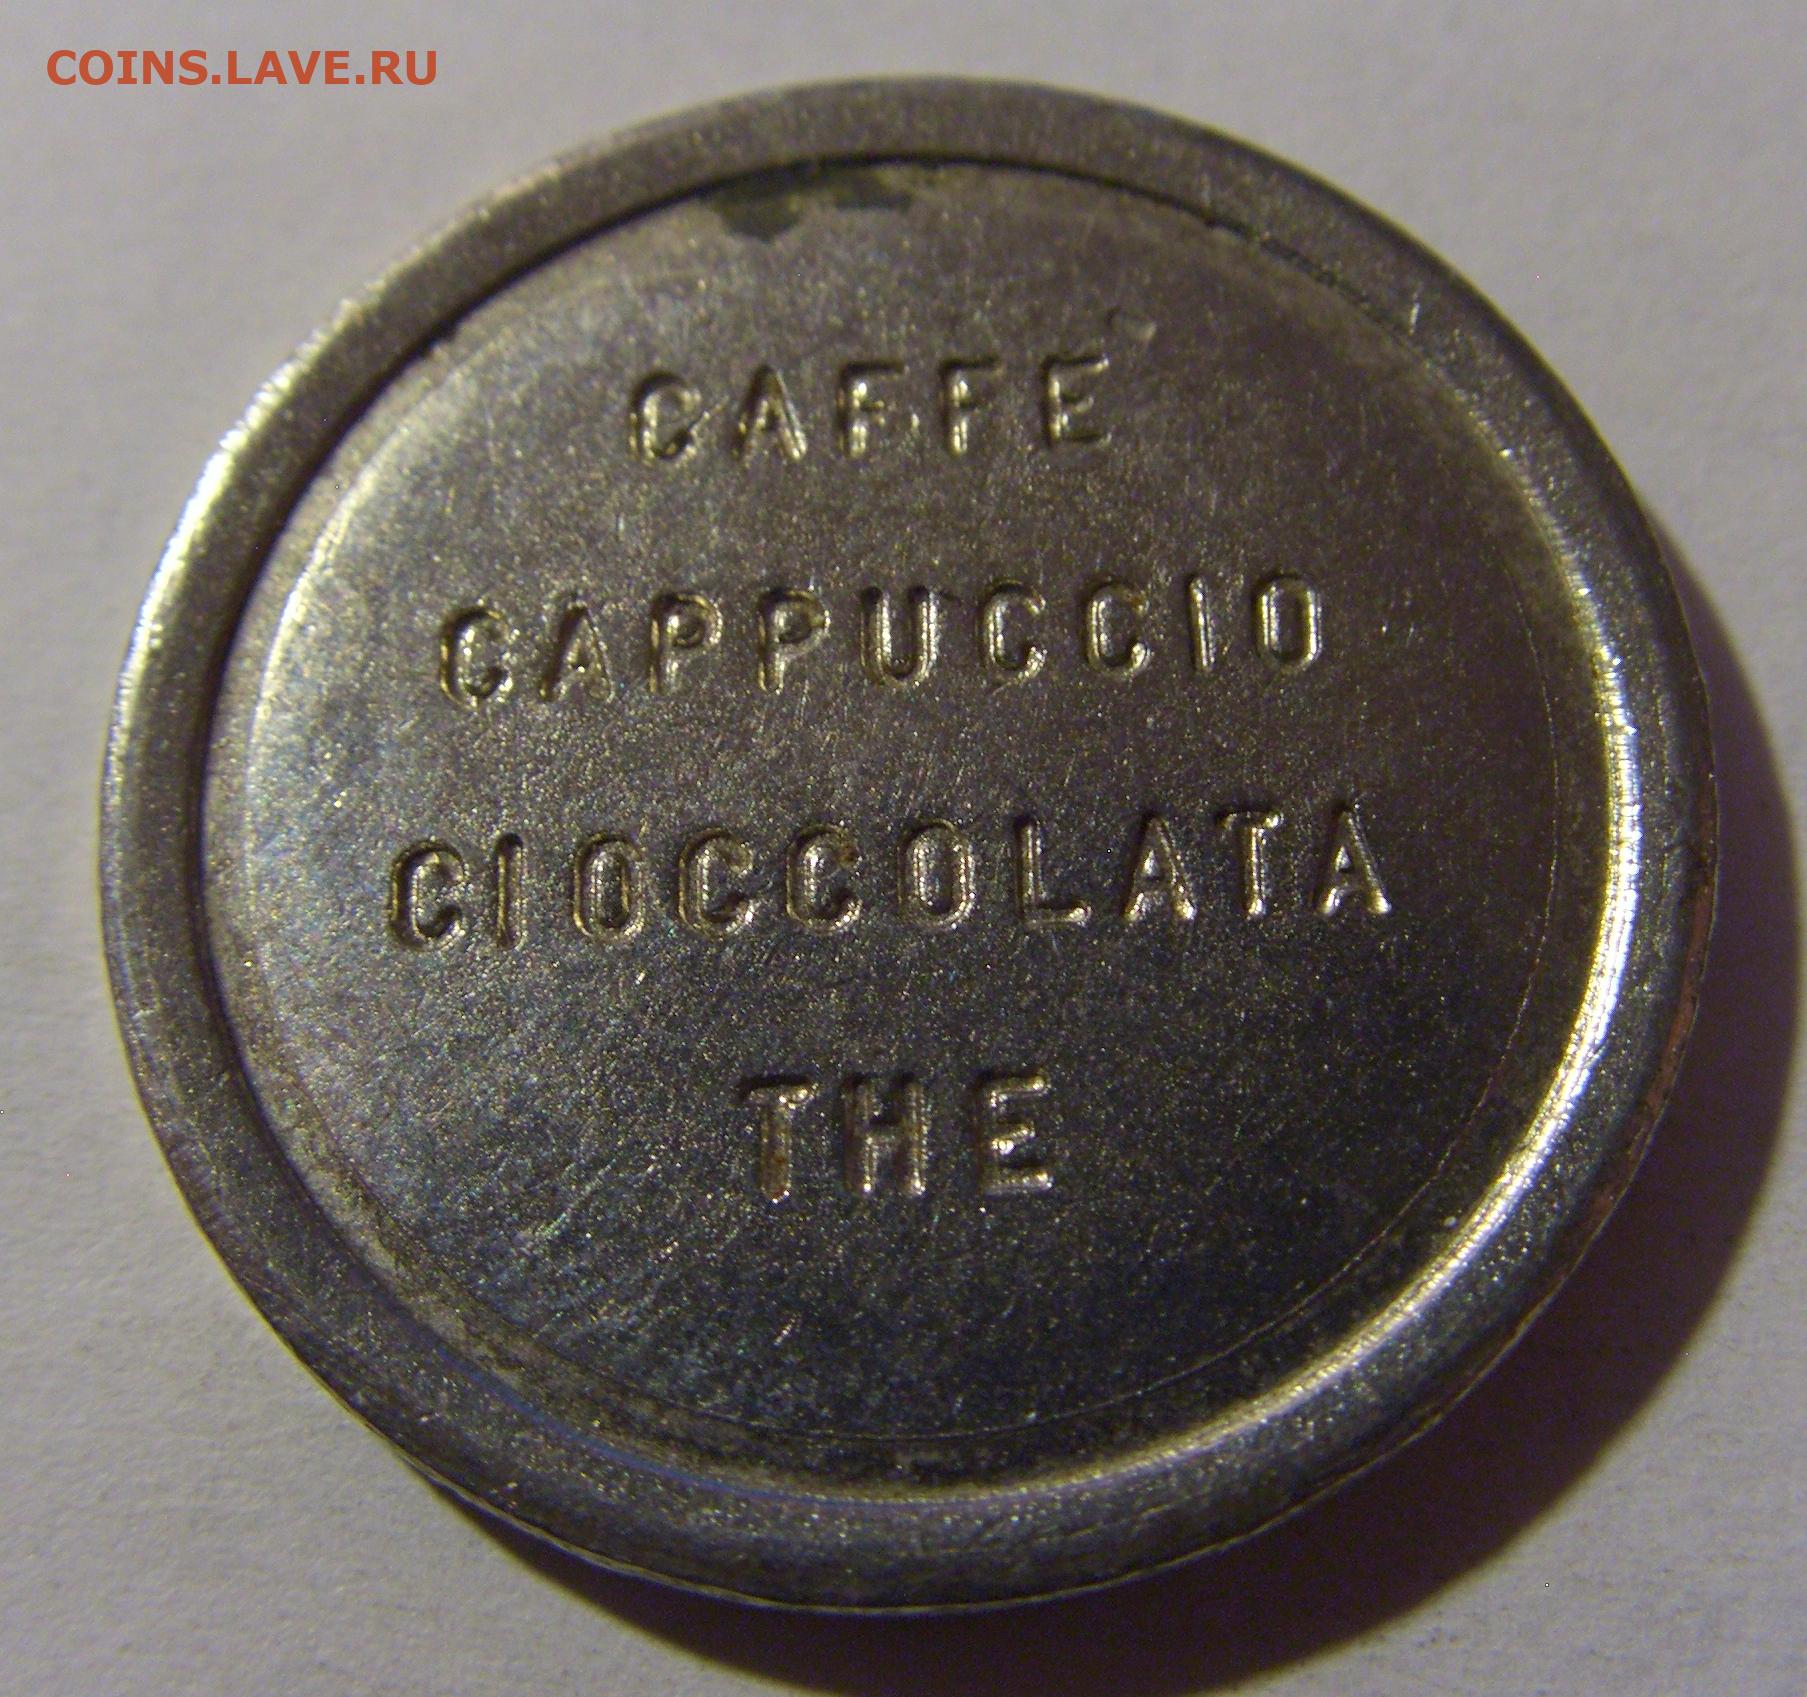 COINS.LAVE.RU
CAFFE`
CAPPUCCIO
CIOCCOLATA
THE